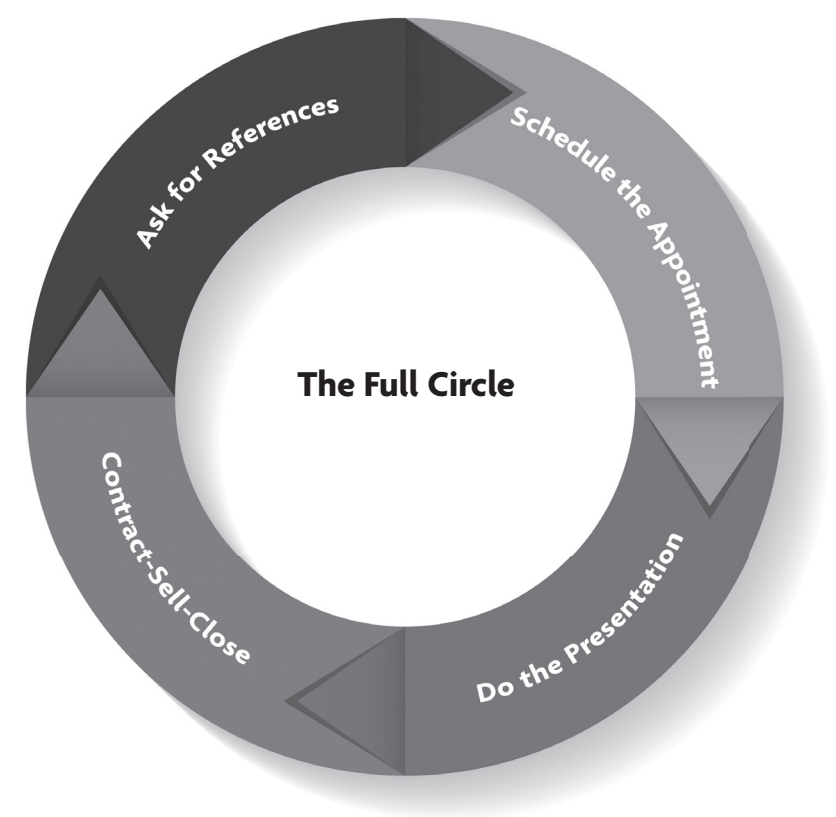 Ask for References
Schedule the Appointment
The Full Circle
Contract-Sell-Close
Do the Presentation